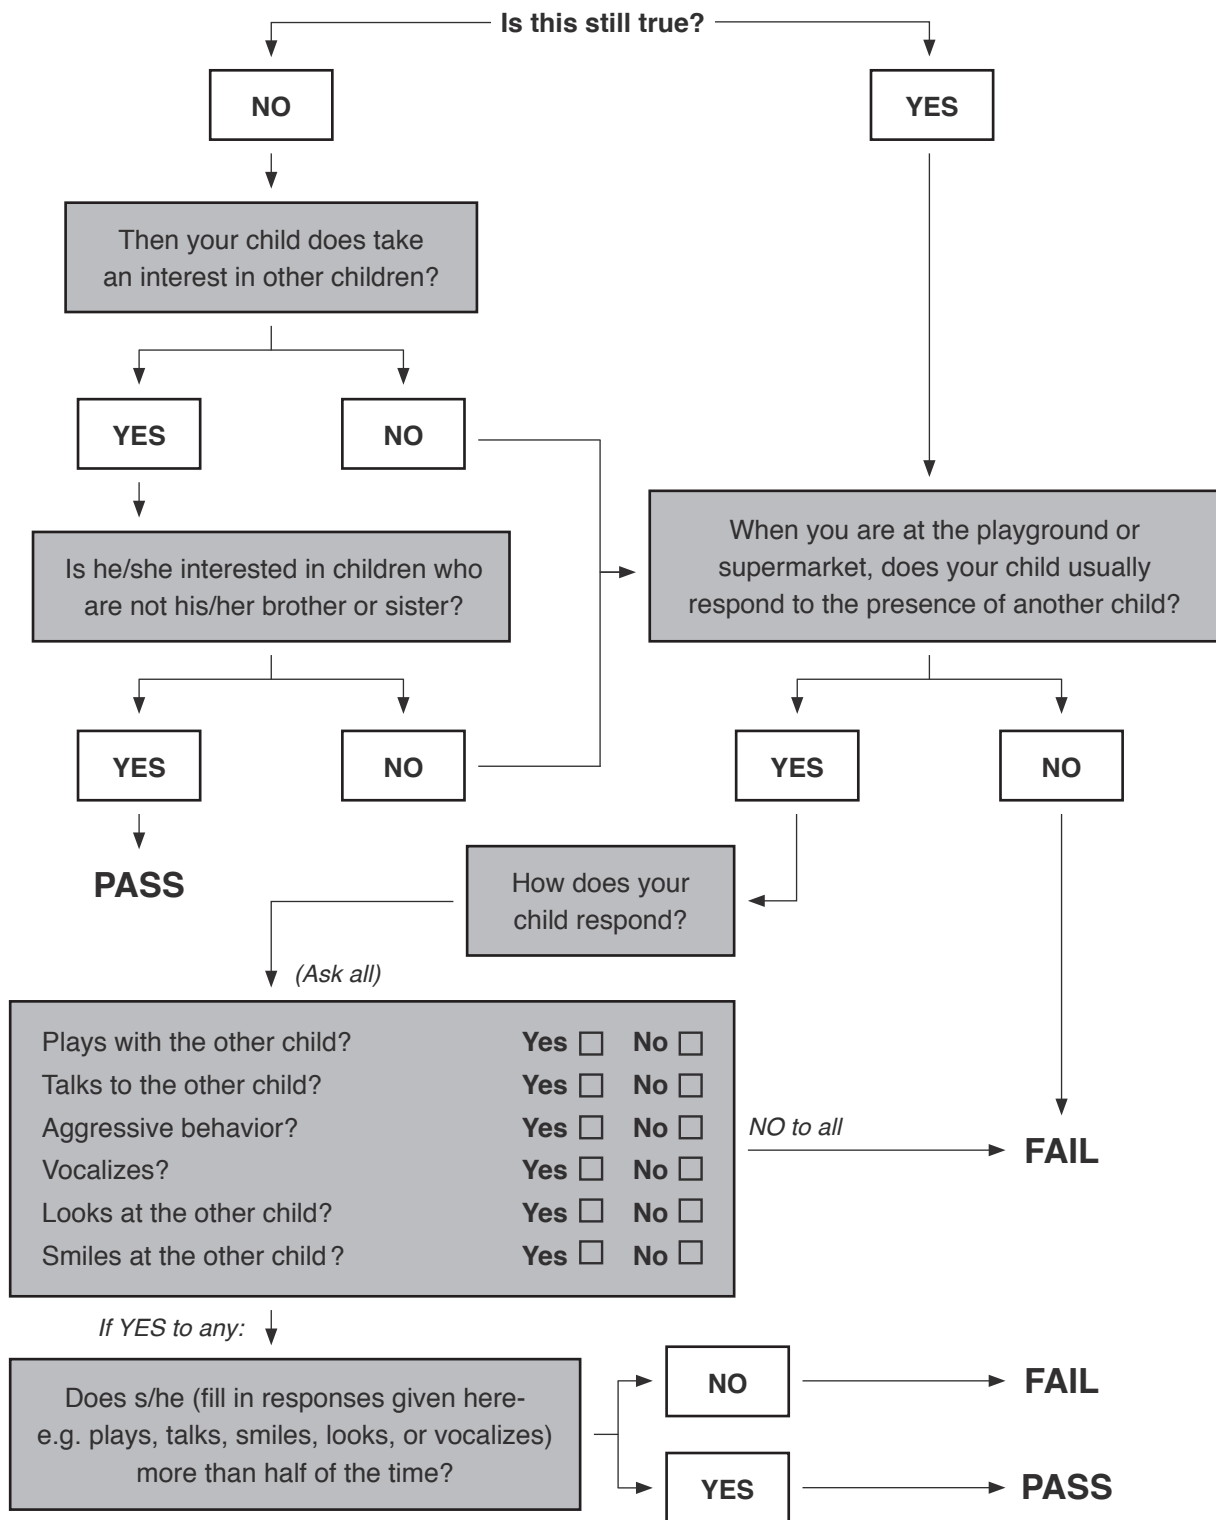 Is this still true?
NO
YES
Then your child does take
an interest in other children?
YES
NO
Is he/she interested in children who
are not his/her brother or sister?
When you are at the playground or
supermarket, does your child usually
respond to the presence of another child?
YES
NO
YES
NO
PASS
How does your
child respond?
(Ask all)
Plays with the other child? Yes No
Talks to the other child? Yes No
Aggressive behavior? Yes No
Vocalizes? Yes No
Looks at the other child? Yes No
Smiles at the other child? Yes No
NO to all
FAIL
If YES to any:
Does s/he (fill in responses given here-
e.g. plays, talks, smiles, looks, or vocalizes)
more than half of the time?
NO
FAIL
YES
PASS